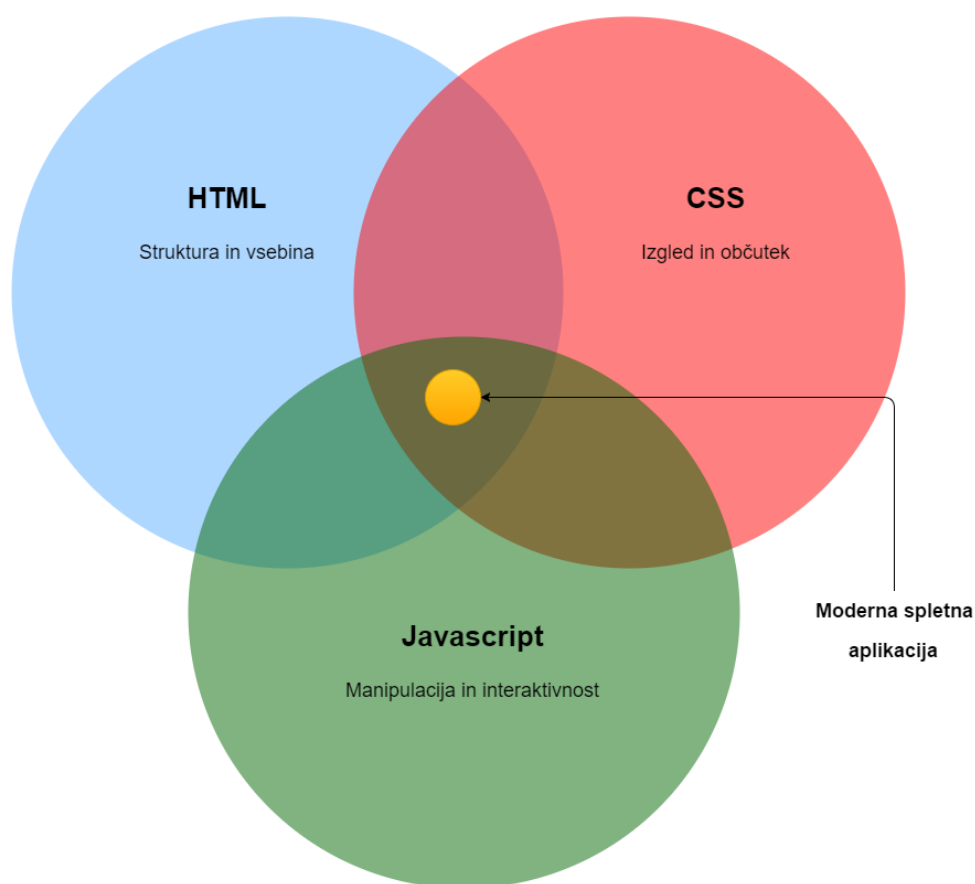 HTML
Struktura in vsebina
CSS
Izgled in občutek
Javascript
Manipulacija in interaktivnost
Moderna spletna
aplikacija